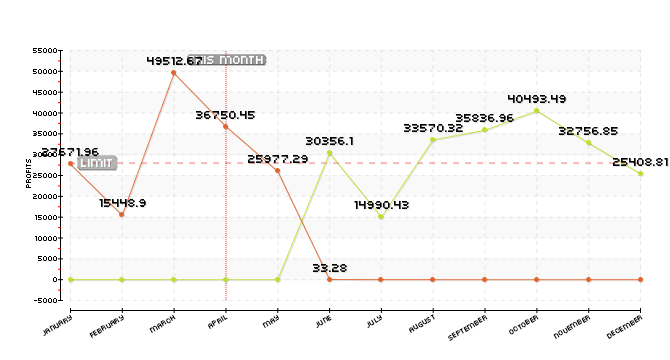 55000
50000
45000
40000
35000
30000
25000
20000
15000
10000
5000
0
-5000
PROFITS
THIS MONTH
LIMIT
27671.96
15448.9
49512.67
36750.45
25977.29
33.28
30356.1
14990.43
33570.32
35836.96
40493.49
32756.85
25408.81
JANUARY
FEBRUARY
MARCH
APRIL
MAY
JUNE
JULY
AUGUST
SEPTEMBER
OCTOBER
NOVEMBER
DECEMBER